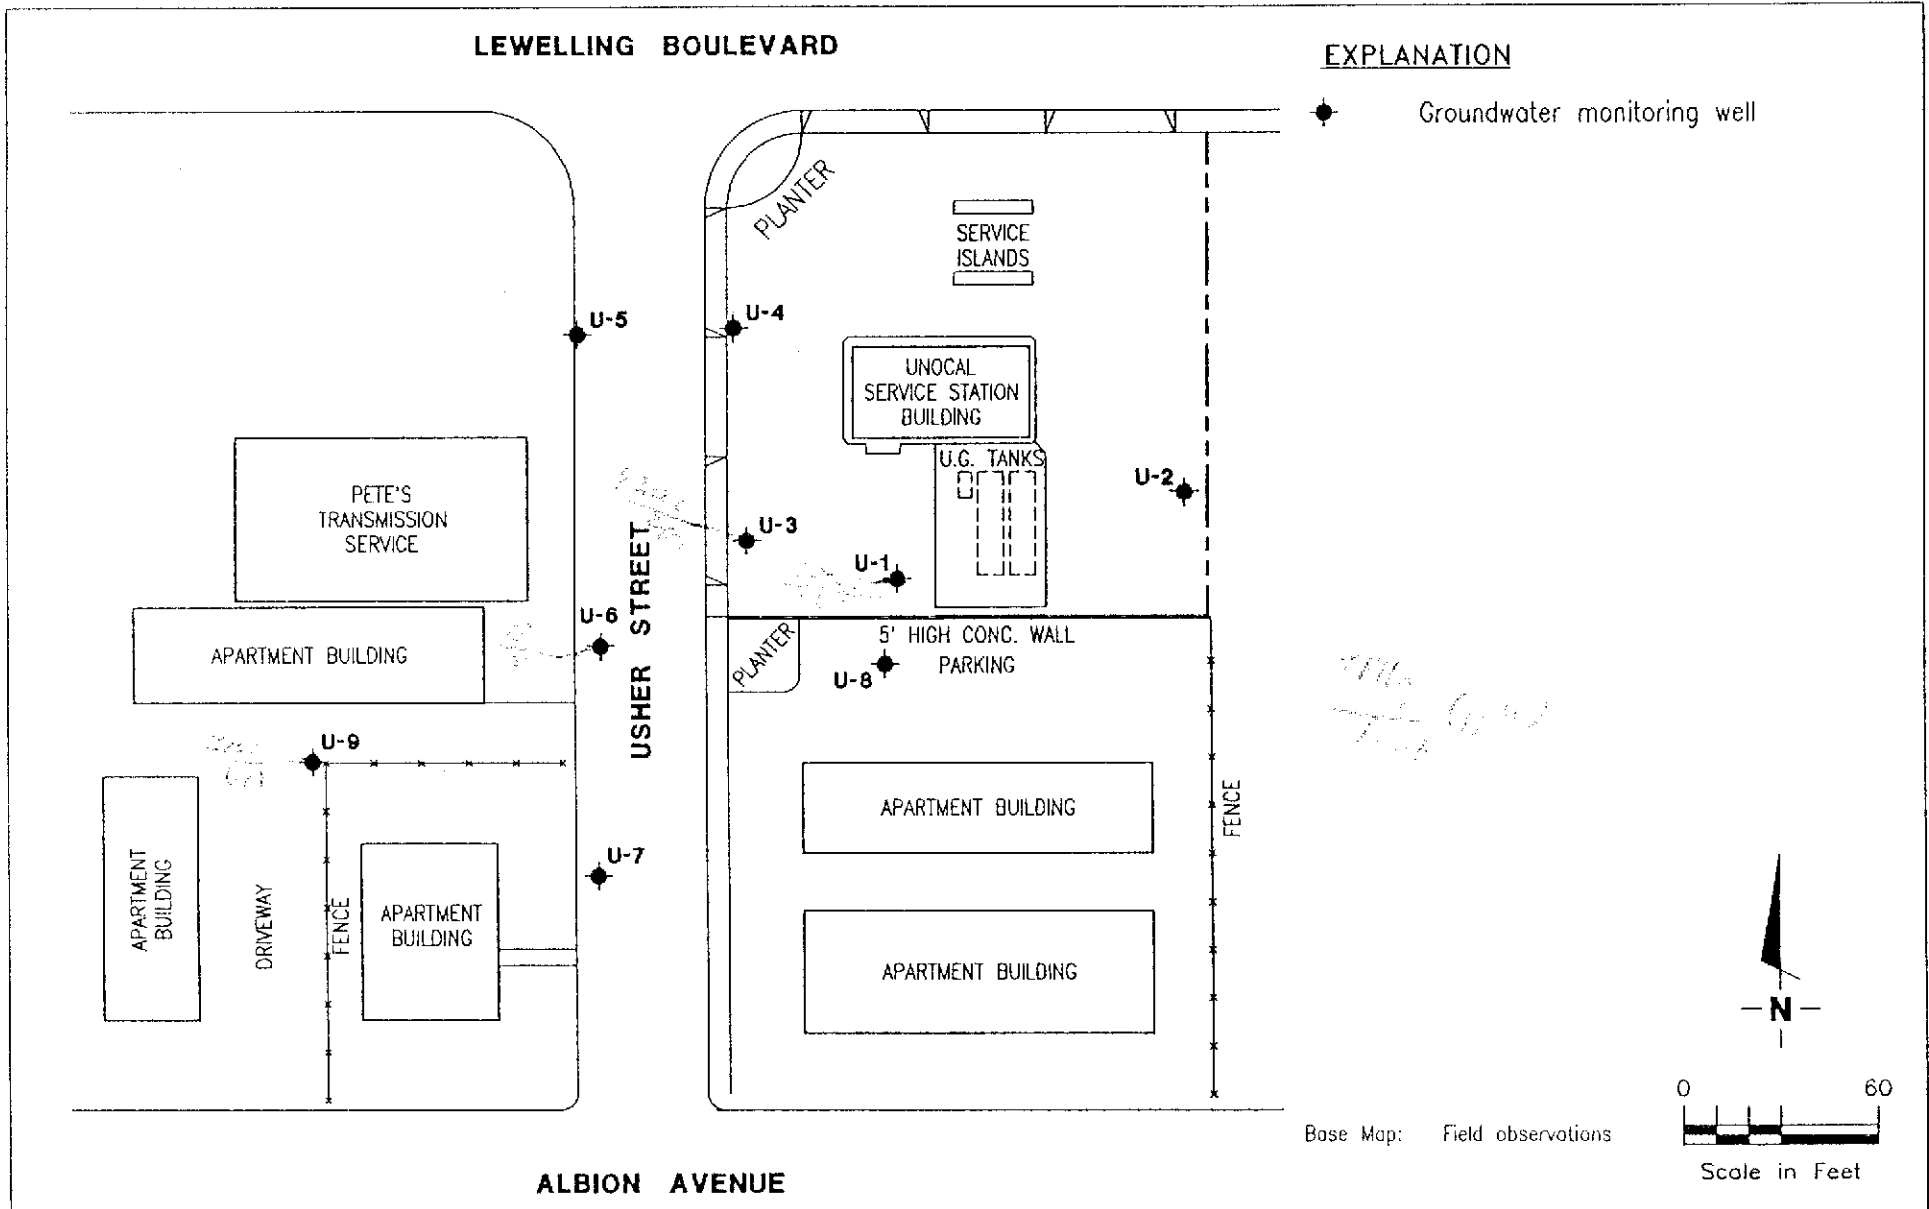 LEWELLING BOULEVARD
EXPLANATION
Groundwater monitoring well
PLANTER
SERVICE
ISLANDS
U-5
U-4
UNOCAL
SERVICE STATION
BUILDING
U.G. TANKS
U-2
PETE'S
TRANSMISSION
SERVICE
U-3
U-1
USHER STREET
U-6
APARTMENT BUILDING
5' HIGH CONC. WALL
PARKING
PLANTER
U-8
U-9
APARTMENT BUILDING
FENCE
U-7
APARTMENT
BUILDING
DRIVEWAY
FENCE
APARTMENT
BUILDING
APARTMENT BUILDING
N
0 60
Base Map: Field observations
Scale in Feet
ALBION AVENUE